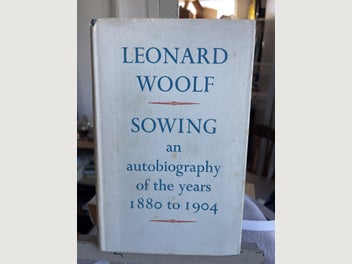 LEONARD
WOOLF
SOWING
an
autobiography
of the years
1880 to 1904